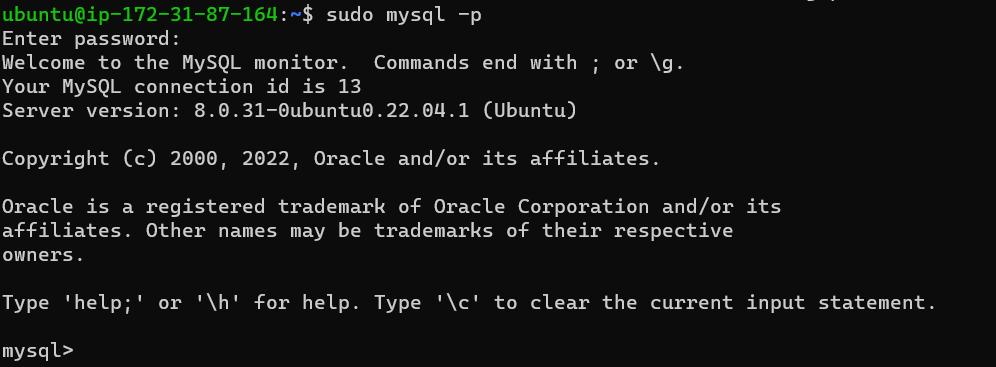 ubuntu@ip-172-31-87-164:~$ sudo mysql -p
Enter password:
Welcome to the MySQL monitor.  Commands end with ; or \g.
Your MySQL connection id is 13
Server version: 8.0.31-0ubuntu0.22.04.1 (Ubuntu)

Copyright (c) 2000, 2022, Oracle and/or its affiliates.

Oracle is a registered trademark of Oracle Corporation and/or its
affiliates. Other names may be trademarks of their respective
owners.

Type 'help;' or '\h' for help. Type '\c' to clear the current input statement.

mysql>